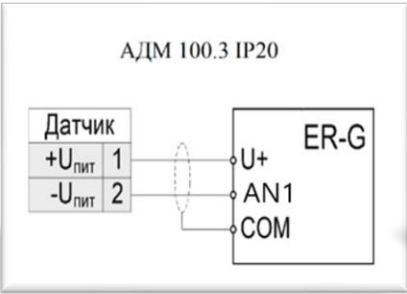 АДМ 100.3 IP20
Датчик
ER-G
+Uпит 1
U+
-Uпит 2
AN1
COM